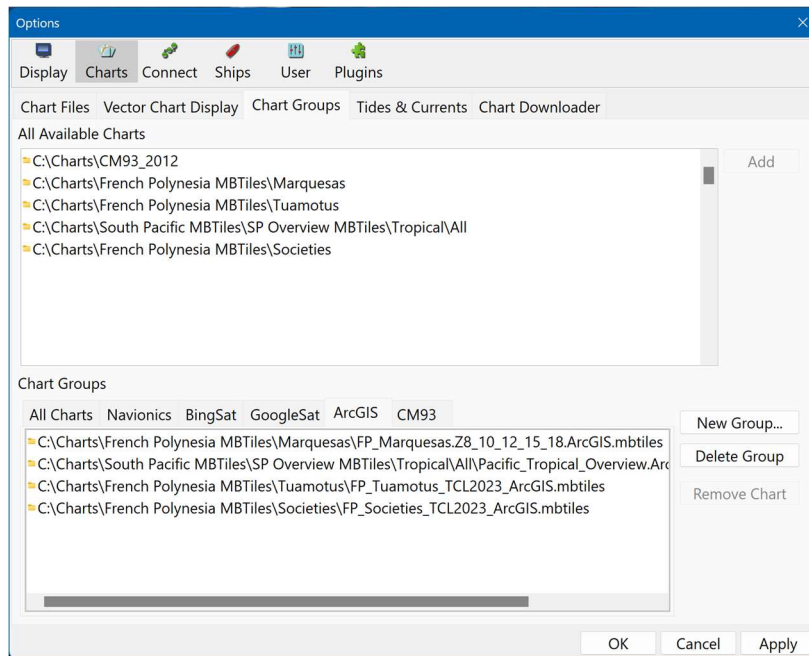 Options
Display Charts Connect Ships User Plugins
Chart Files Vector Chart Display Chart Groups Tides & Currents Chart Downloader
All Available Charts
C:\Charts\CM93_2012
C:\Charts\French Polynesia MBTiles\Marquesas
C:\Charts\French Polynesia MBTiles\Tuamotus
C:\Charts\South Pacific MBTiles\SP Overview MBTiles\Tropical\All
C:\Charts\French Polynesia MBTiles\Societies
Add
Chart Groups
All Charts Navionics BingSat GoogleSat ArcGIS CM93
C:\Charts\French Polynesia MBTiles\Marquesas\FP_Marquesas.Z8_10_12_15_18.ArcGIS.mbtiles
C:\Charts\South Pacific MBTiles\SP Overview MBTiles\Tropical\All\Pacific_Tropical_Overview.Arc
C:\Charts\French Polynesia MBTiles\Tuamotus\FP_Tuamotus_TCL2023_ArcGIS.mbtiles
C:\Charts\French Polynesia MBTiles\Societies\FP_Societies_TCL2023_ArcGIS.mbtiles
New Group...
Delete Group
Remove Chart
OK Cancel Apply